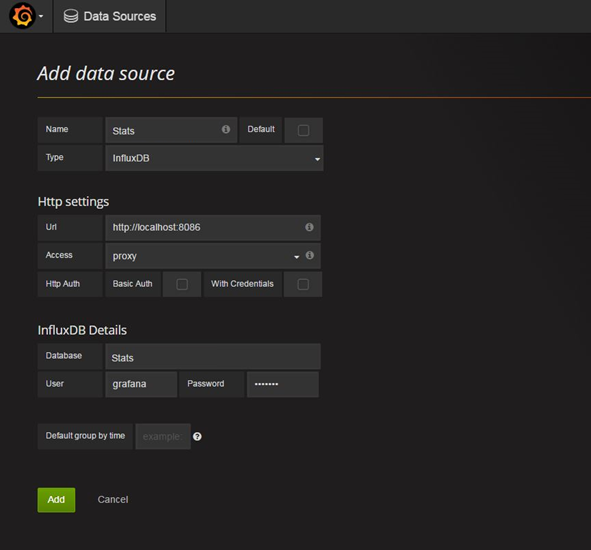 Data Sources
Add data source
Name Stats Default
Type InfluxDB
Http settings
Url http://localhost:8086
Access proxy
Http Auth Basic Auth With Credentials
InfluxDB Details
Database Stats
User grafana Password •••••••
Default group by time example:
Add Cancel